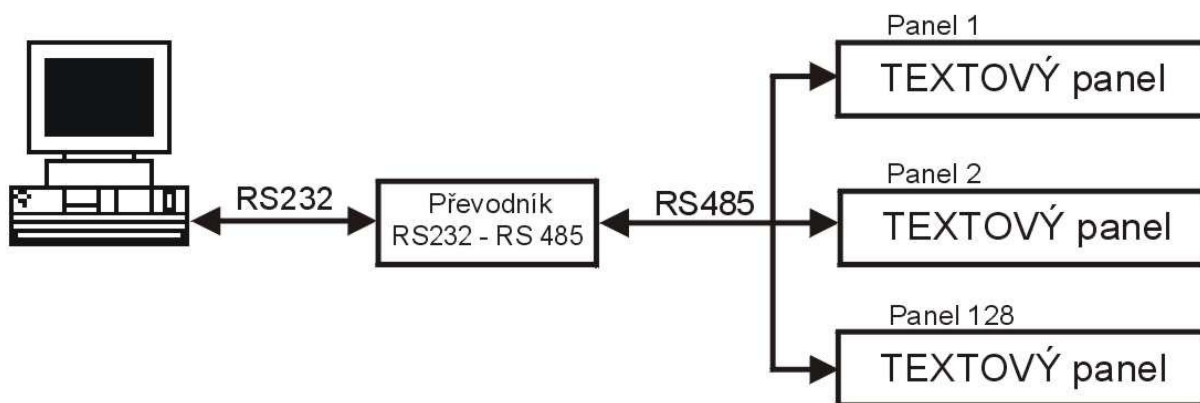 RS232
Převodník
RS232 - RS 485
RS485
Panel 1
TEXTOVÝ panel
Panel 2
TEXTOVÝ panel
Panel 128
TEXTOVÝ panel